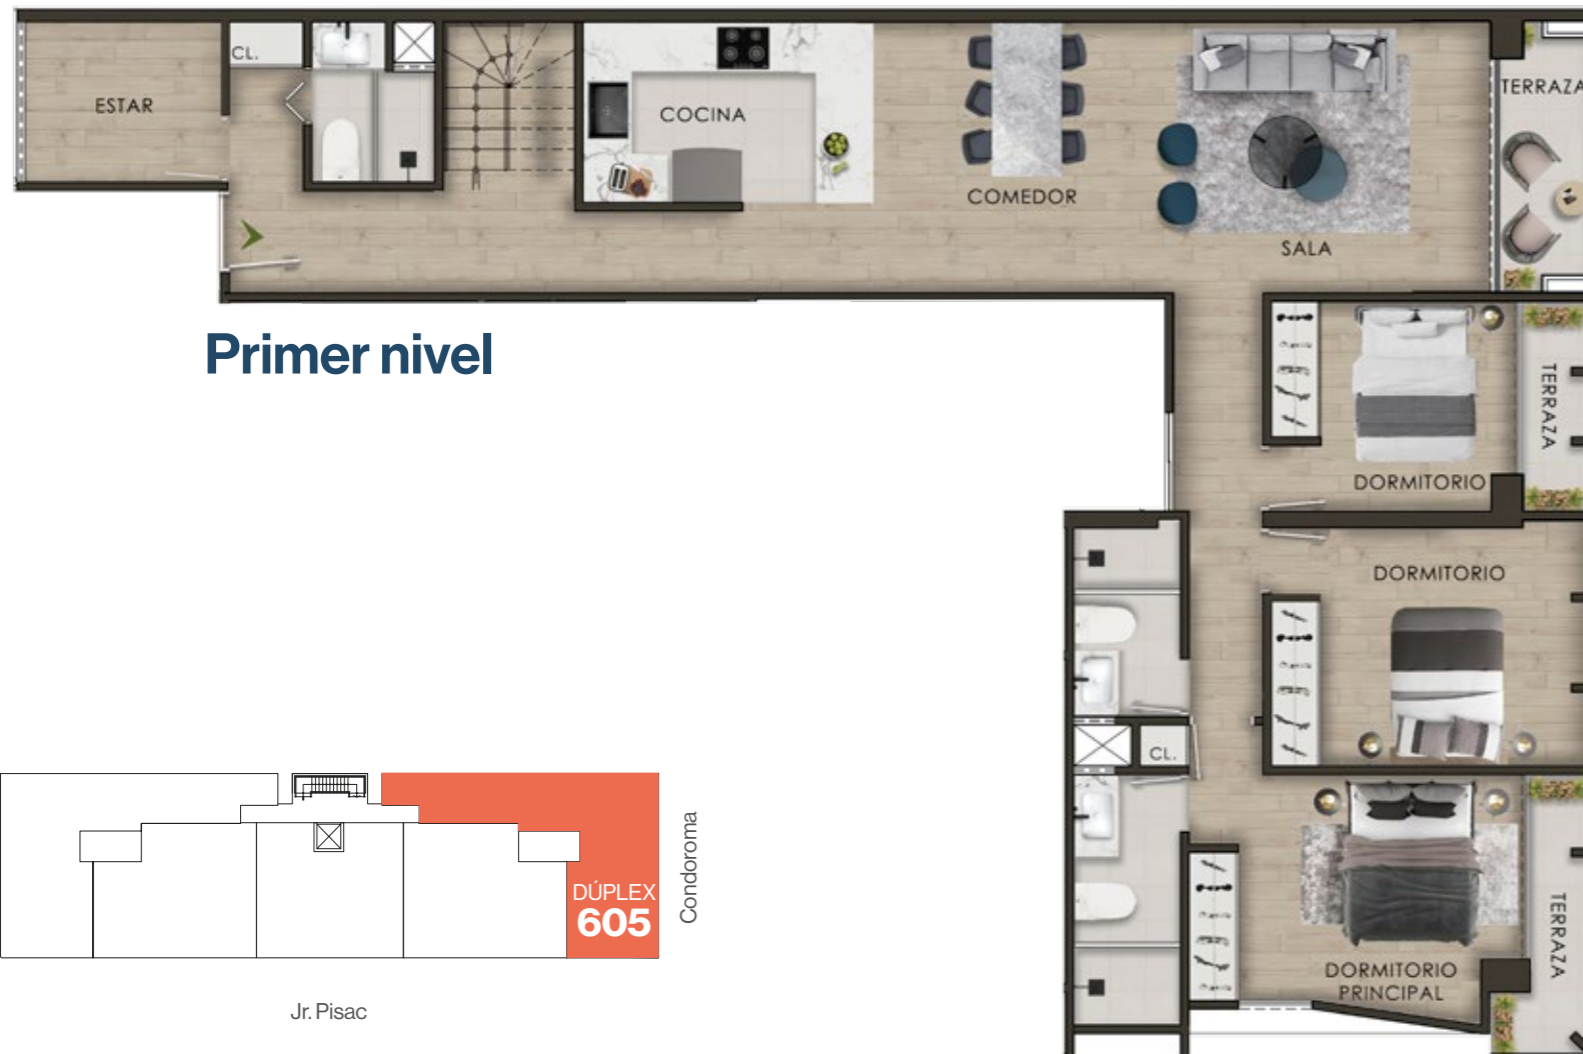 CL.
ESTAR
COCINA
COMEDOR
SALA
TERRAZA
Primer nivel
TERRAZA
DORMITORIO
DORMITORIO
CL.
DORMITORIO
PRINCIPAL
TERRAZA
DÚPLEX
605
Condoroma
Jr. Pisac